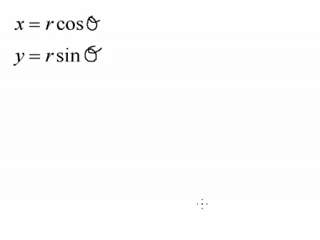 x = r cos θ
y = r sin θ